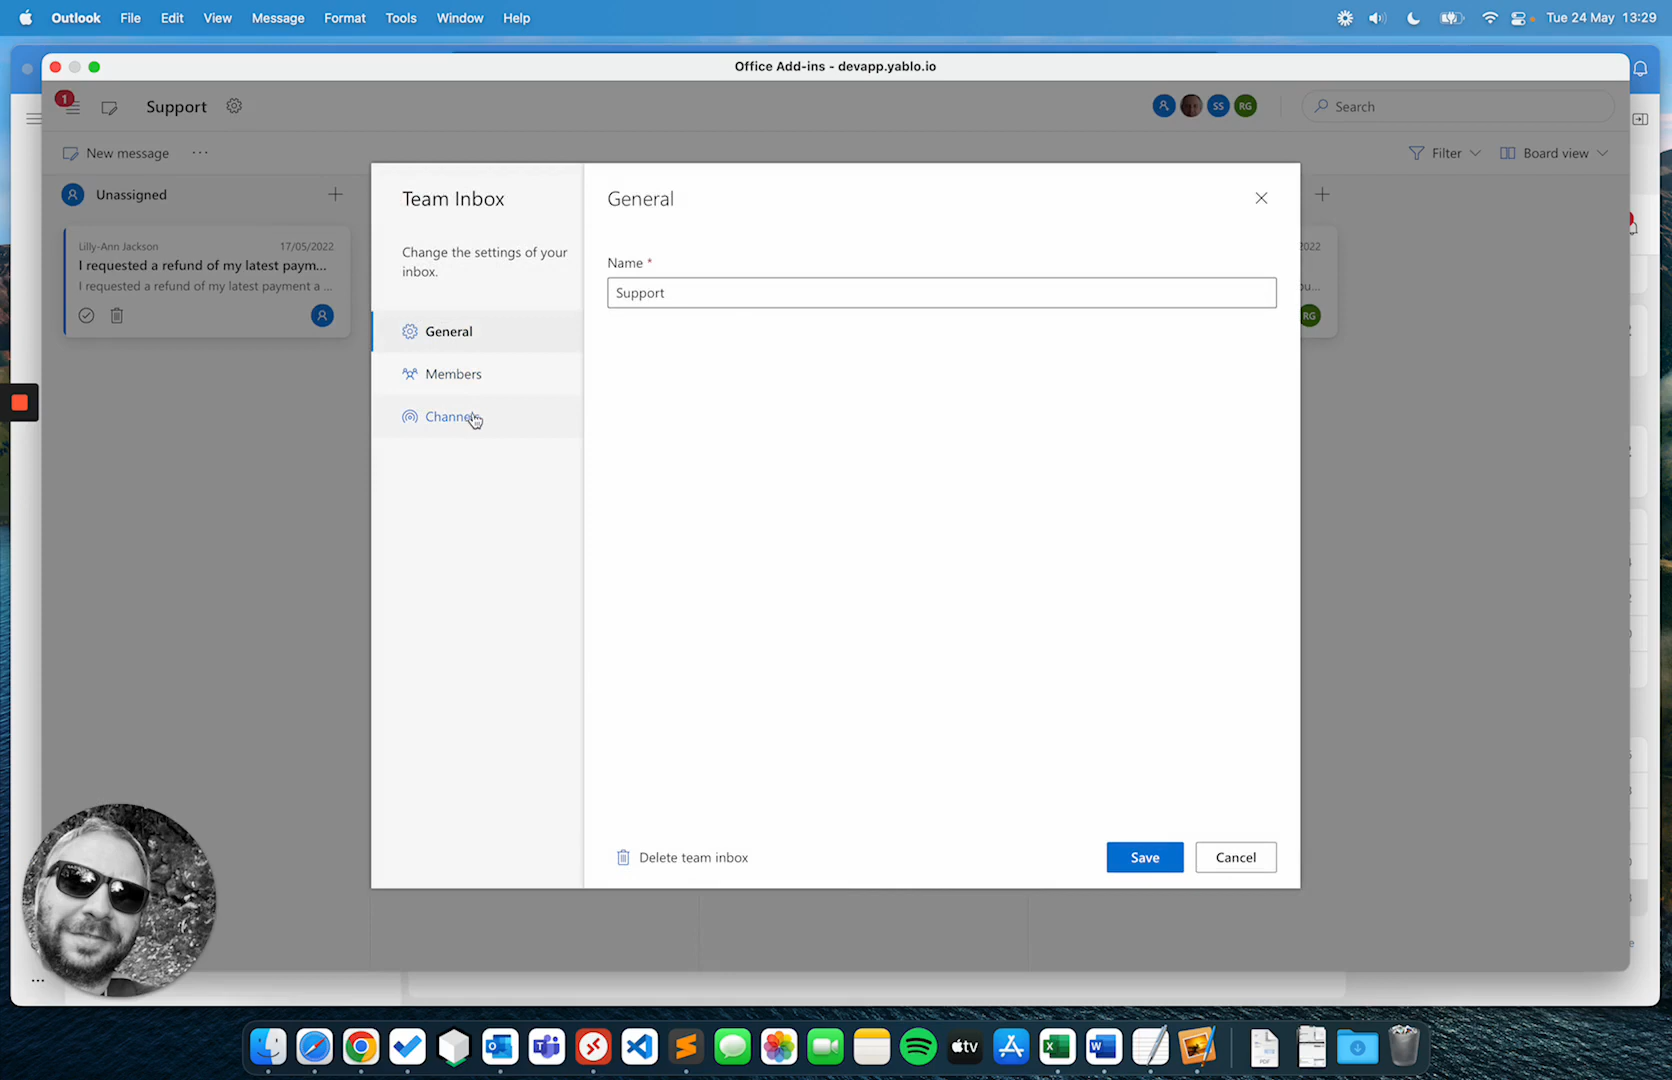 Outlook File Edit View Message Format Tools Window Help
Tue 24 May 13:29
Office Add-ins - devapp.yablo.io
1
Support
SS
RG
Search
New message
Filter
Board view
Unassigned
Lilly-Ann Jackson 17/05/2022
I requested a refund of my latest paym...
I requested a refund of my latest payment a ...
Team Inbox
Change the settings of your
inbox.
General
Members
Channels
General
Name *
Support
Delete team inbox
Save
Cancel
2022
u...
RG
tv
PDF